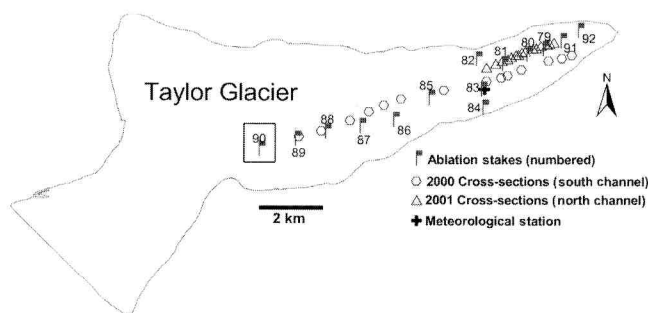 79
92
80
91
81
82
83
84
85
Taylor Glacier
N
88
87
86
90
89
Ablation stakes (numbered)
2000 Cross-sections (south channel)
2001 Cross-sections (north channel)
Meteorological station
2 km